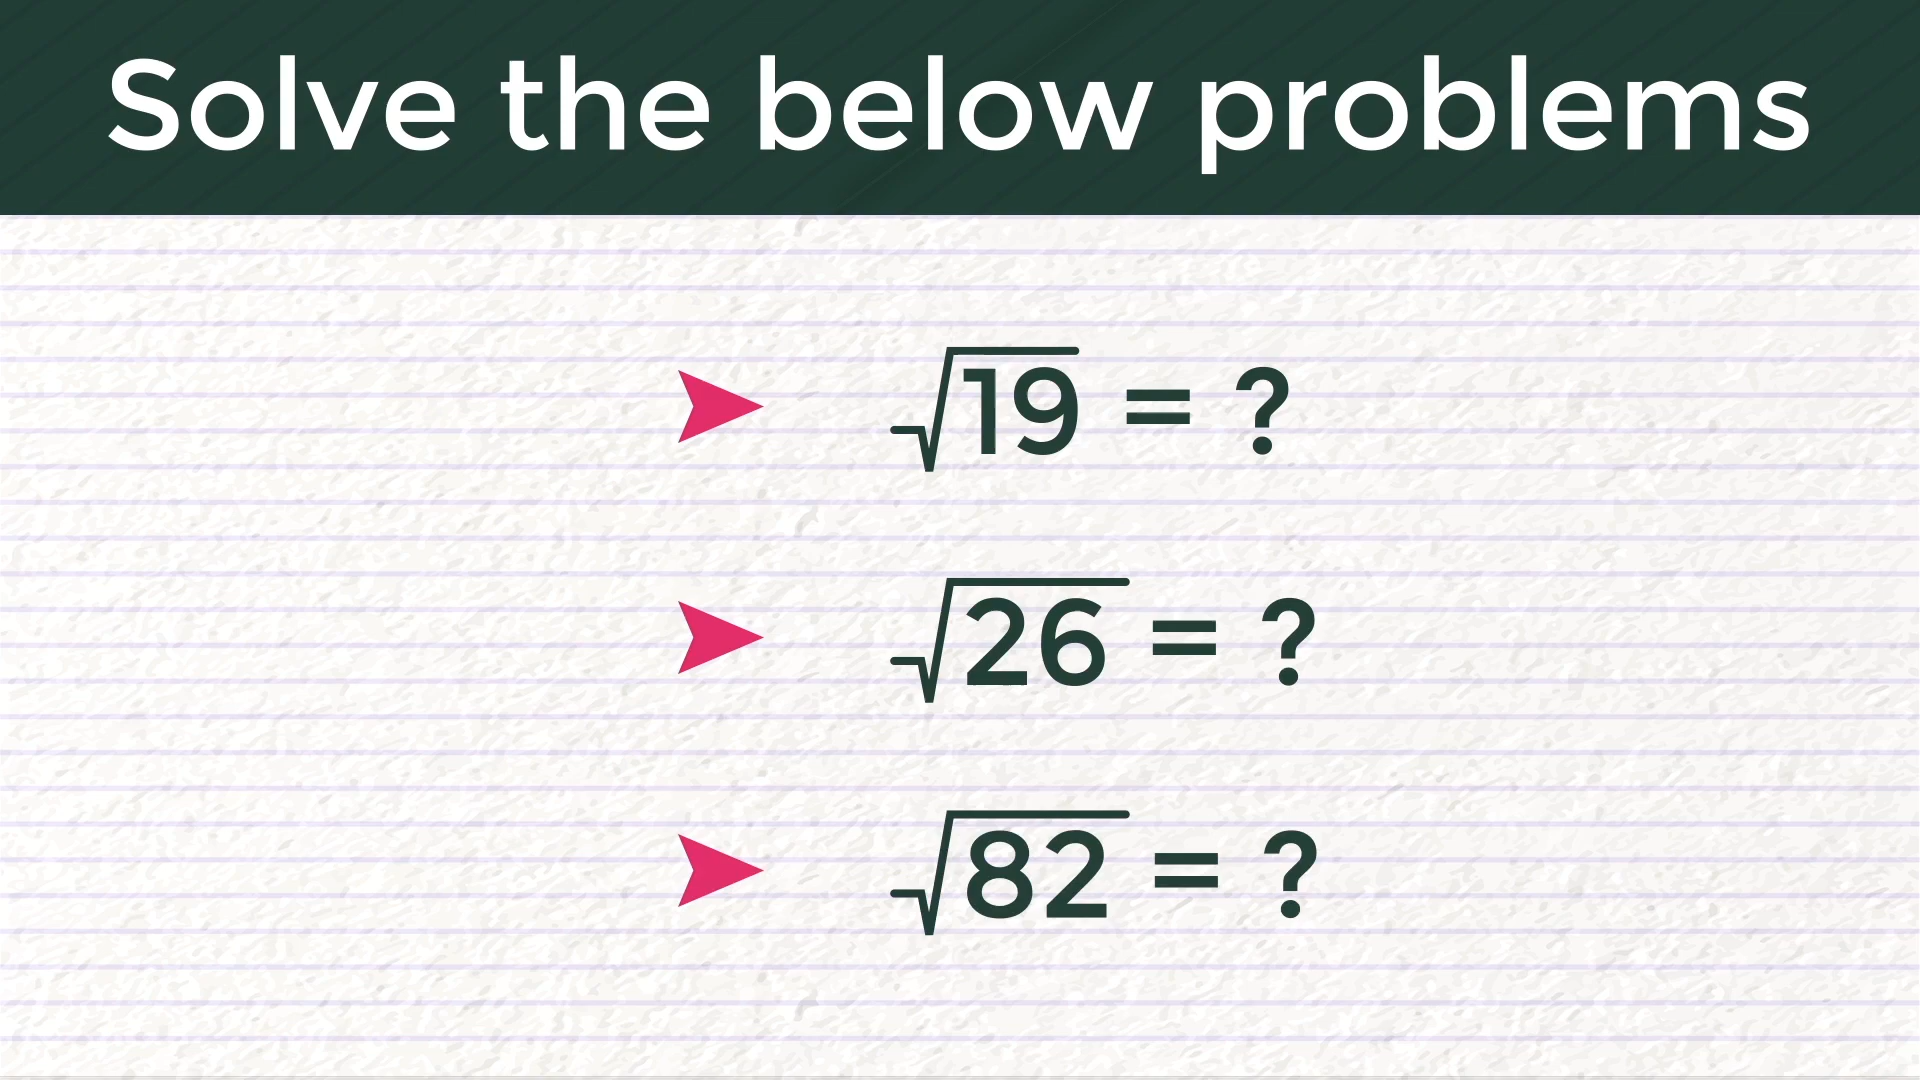 Solve the below problems
➤ √19 = ?
➤ √26 = ?
➤ √82 = ?